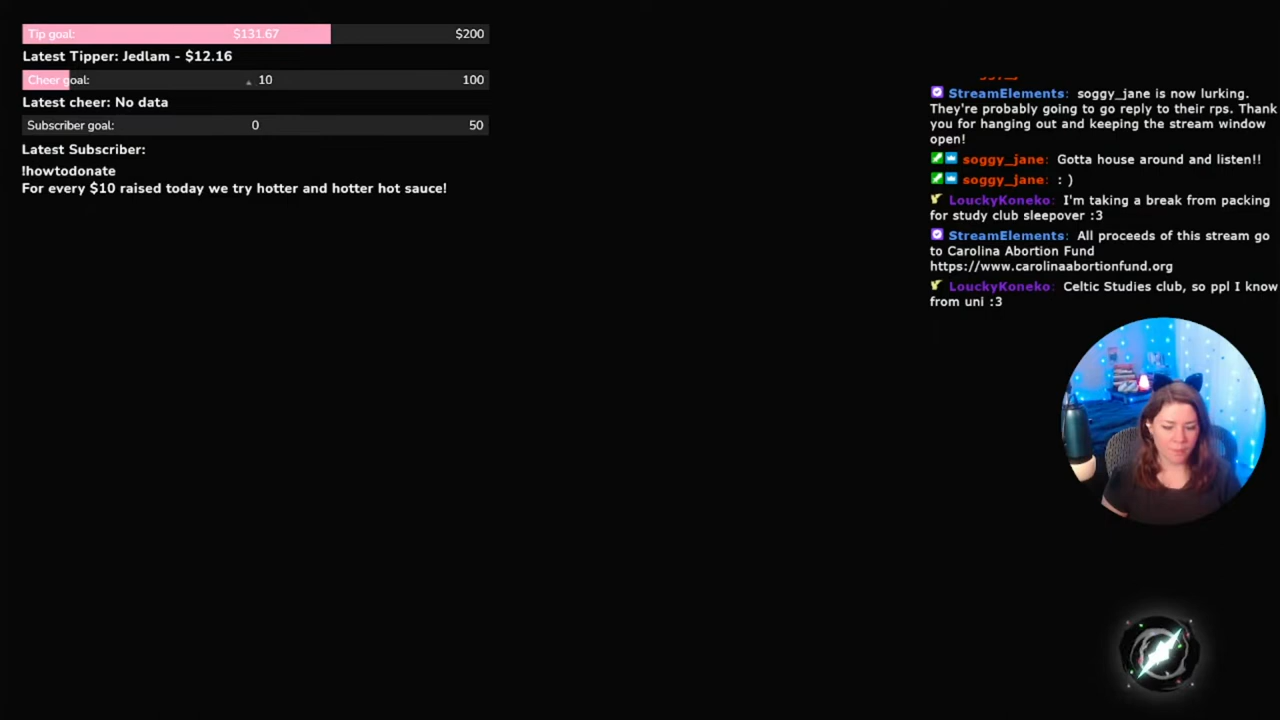 Tip goal: $131.67 $200
Latest Tipper: Jedlam - $12.16
Cheer goal: 10 100
Latest cheer: No data
Subscriber goal: 0 50
Latest Subscriber:
!howtodonate
For every $10 raised today we try hotter and hotter hot sauce!
StreamElements: soggy_jane is now lurking.
They're probably going to go reply to their rps. Thank
you for hanging out and keeping the stream window
open!
soggy_jane: Gotta house around and listen!!
soggy_jane: : )
LouckyKoneko: I'm taking a break from packing
for study club sleepover :3
StreamElements: All proceeds of this stream go
to Carolina Abortion Fund
https://www.carolinaabortionfund.org
LouckyKoneko: Celtic Studies club, so ppl I know
from uni :3